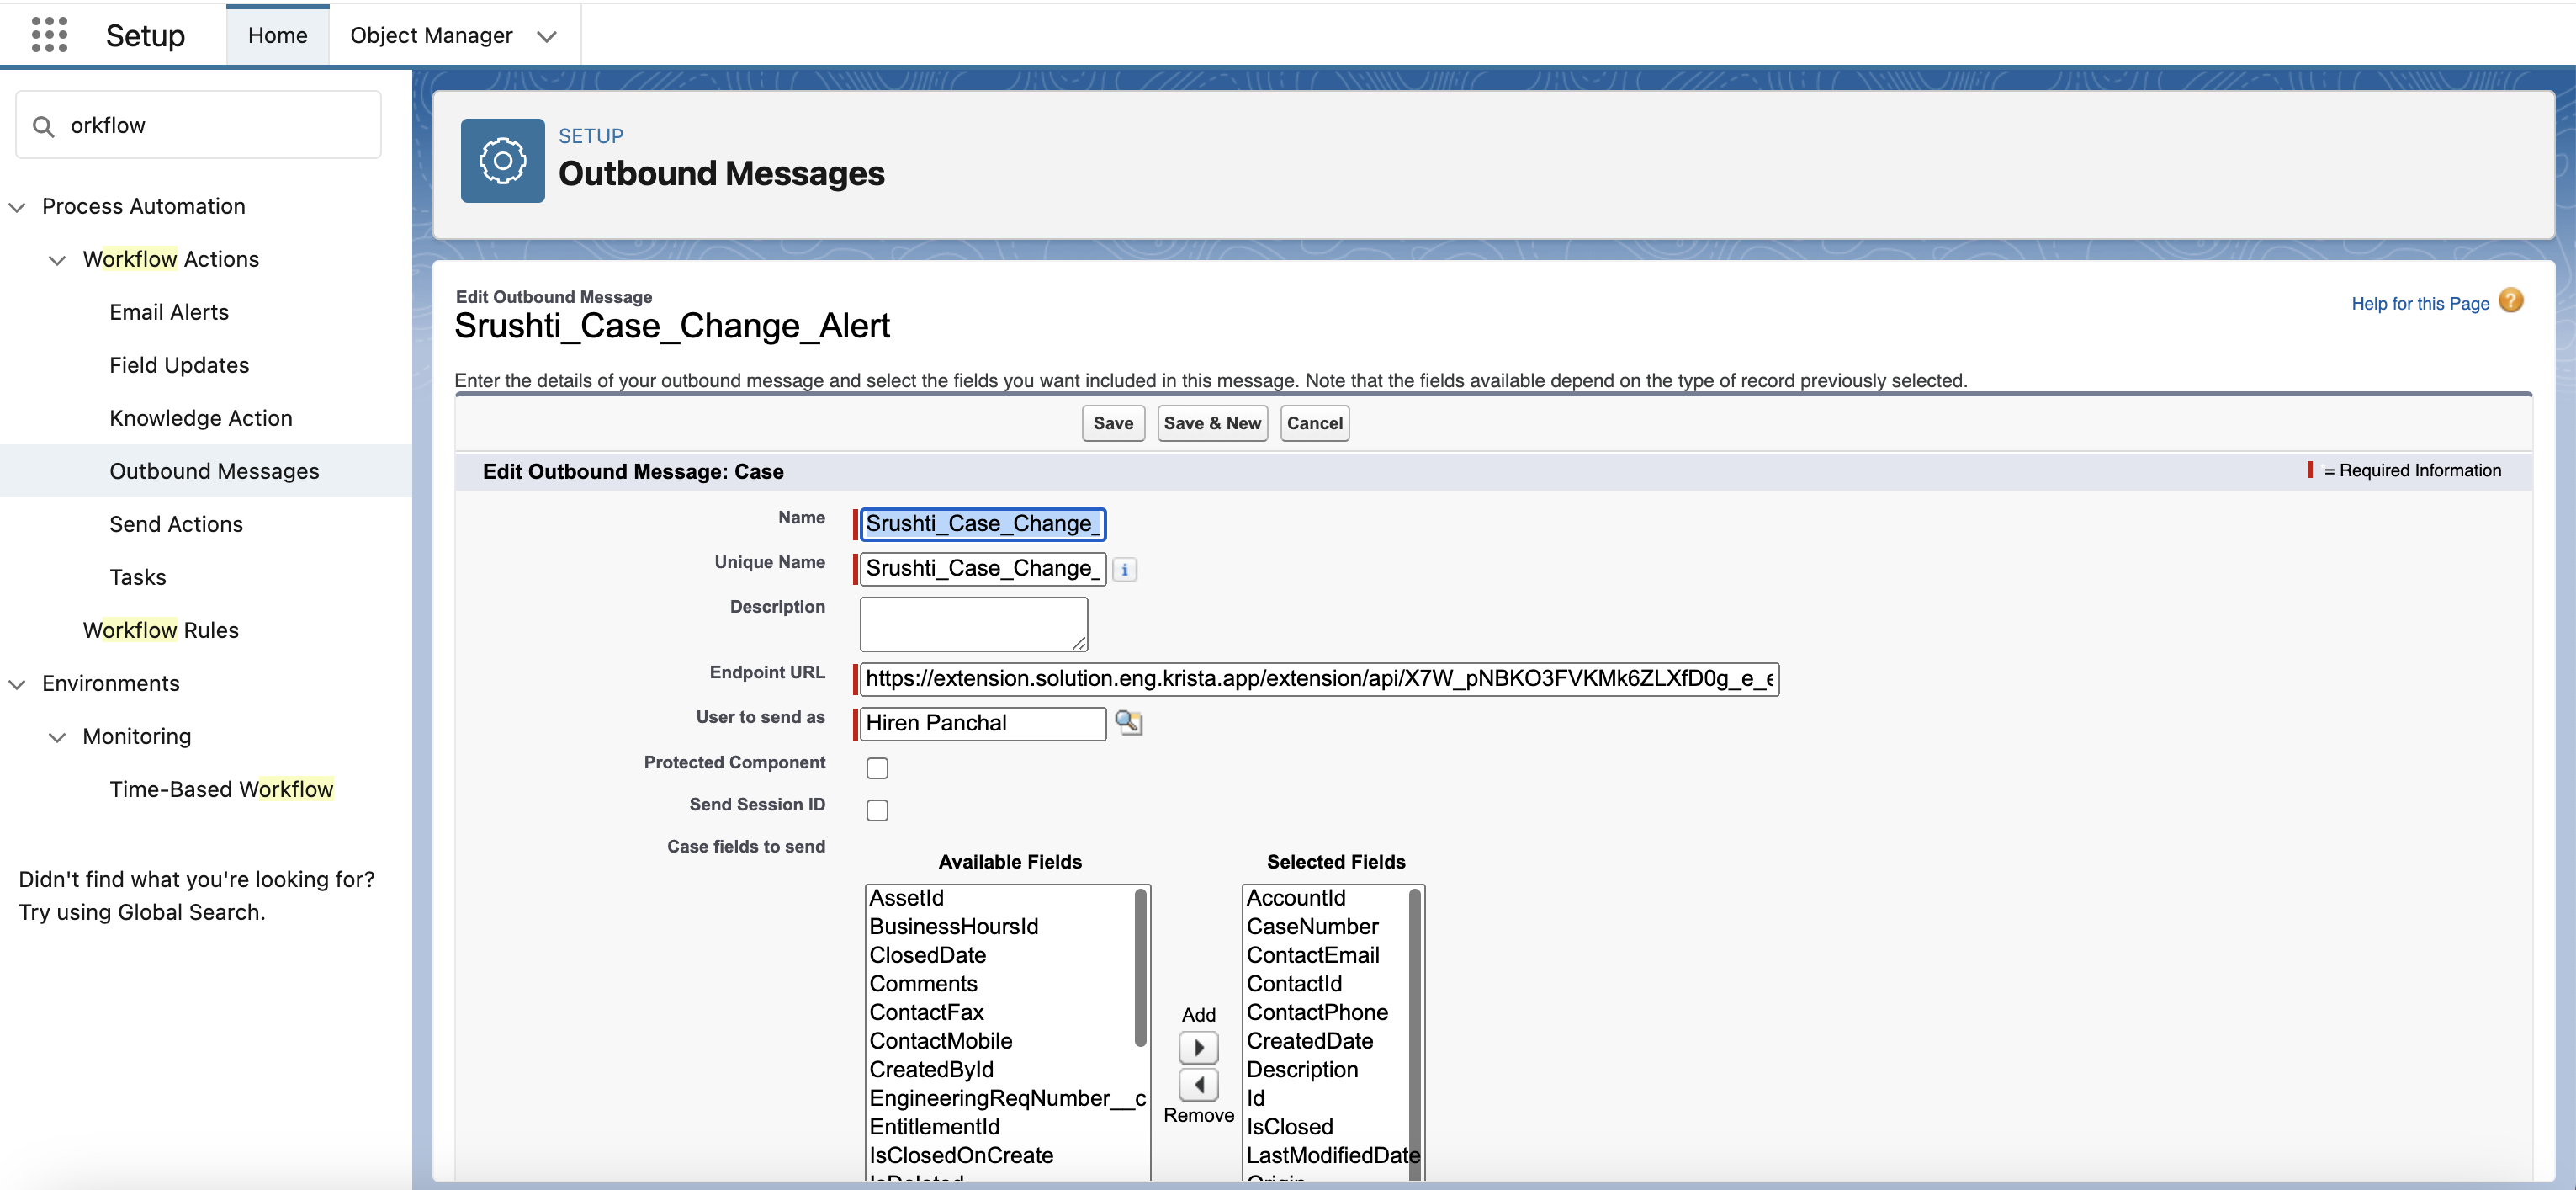 Setup
Home
Object Manager
orkflow
Process Automation
Workflow Actions
Email Alerts
Field Updates
Knowledge Action
Outbound Messages
Send Actions
Tasks
Workflow Rules
Environments
Monitoring
Time-Based Workflow
Didn't find what you're looking for?
Try using Global Search.
SETUP
Outbound Messages
Edit Outbound Message
Srushti_Case_Change_Alert
Help for this Page ?
Enter the details of your outbound message and select the fields you want included in this message. Note that the fields available depend on the type of record previously selected.
Save
Save & New
Cancel
Edit Outbound Message: Case
= Required Information
Name
Srushti_Case_Change_
Unique Name
Srushti_Case_Change_
i
Description
Endpoint URL
https://extension.solution.eng.krista.app/extension/api/X7W_pNBKO3FVKMk6ZLXfD0g_e_e
User to send as
Hiren Panchal
Protected Component
Send Session ID
Case fields to send
Available Fields
AssetId
BusinessHoursId
ClosedDate
Comments
ContactFax
ContactMobile
CreatedById
EngineeringReqNumber__c
EntitlementId
IsClosedOnCreate
IsDeleted
Add
Remove
Selected Fields
AccountId
CaseNumber
ContactEmail
ContactId
ContactPhone
CreatedDate
Description
Id
IsClosed
LastModifiedDate
Origin